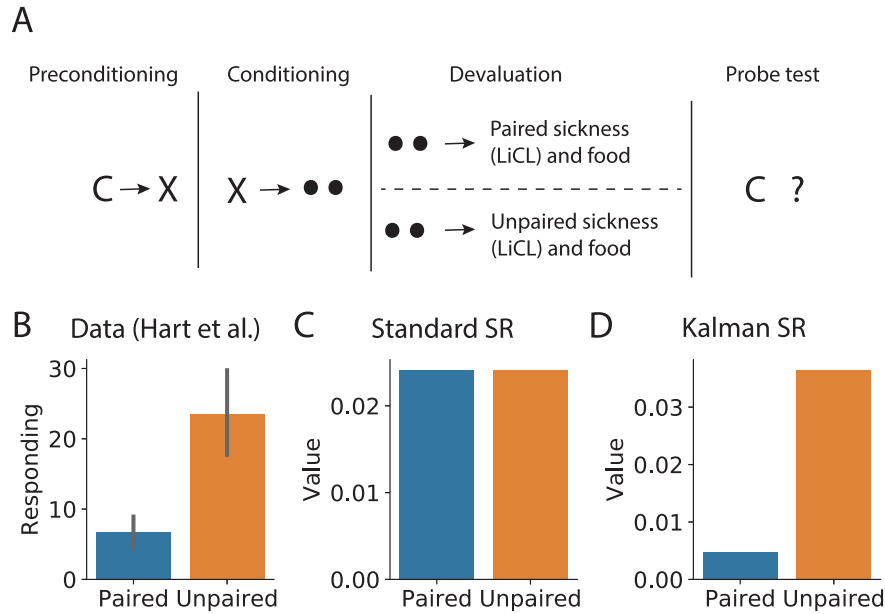 A
Preconditioning Conditioning Devaluation Probe test
Paired sickness
(LiCL) and food
C → X X → C ?
Unpaired sickness
(LiCL) and food
B Data (Hart et al.) C Standard SR D Kalman SR
30
20
10
0
Responding
Paired Unpaired
0.02
0.01
0.00
Value
Paired Unpaired
0.03
0.02
0.01
0.00
Value
Paired Unpaired